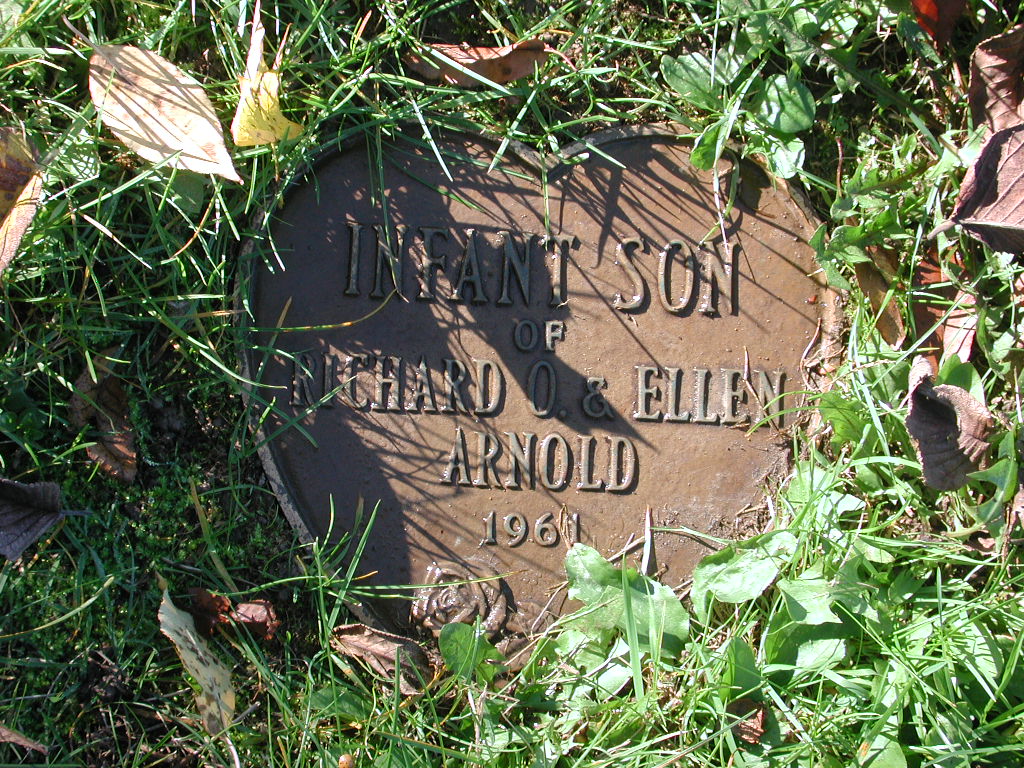 INFANT SON
OF
RICHARD O. & ELLEN
ARNOLD
1961